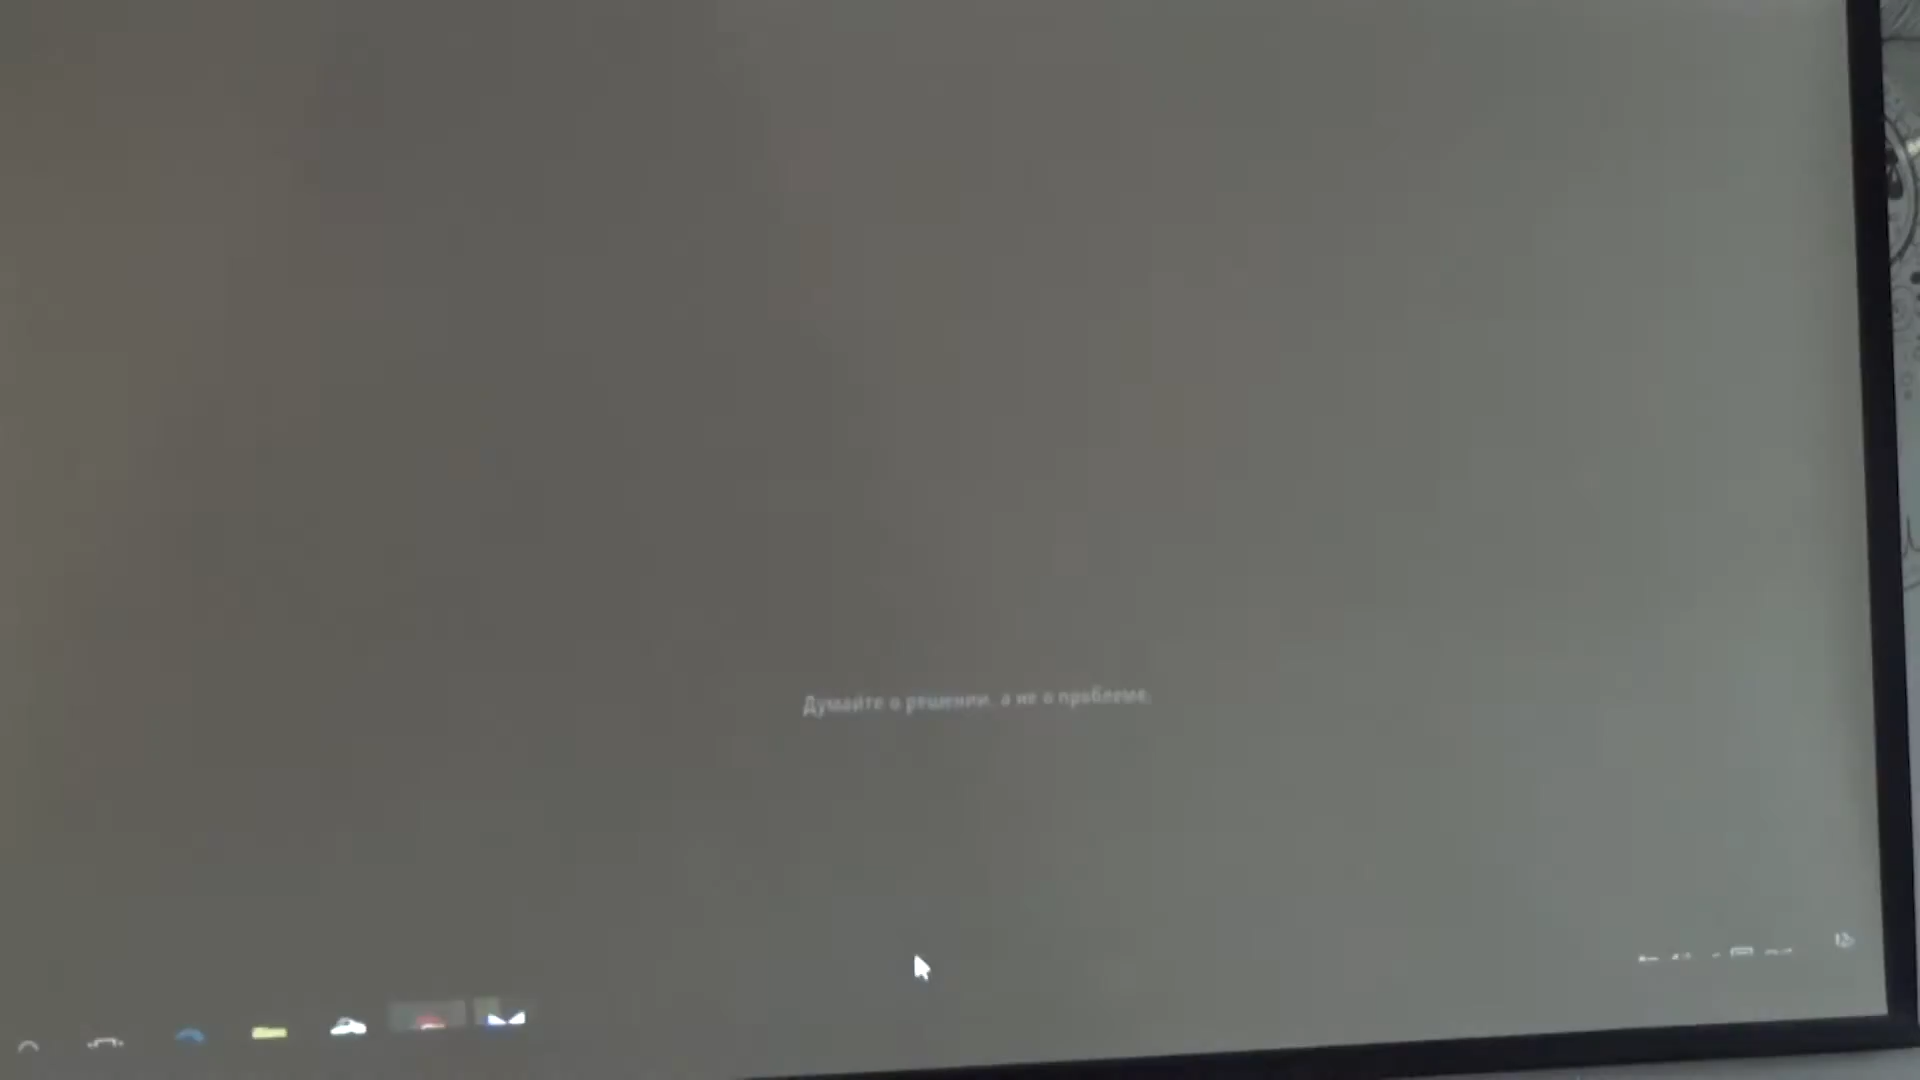 Думайте о решении, а не о проблеме.